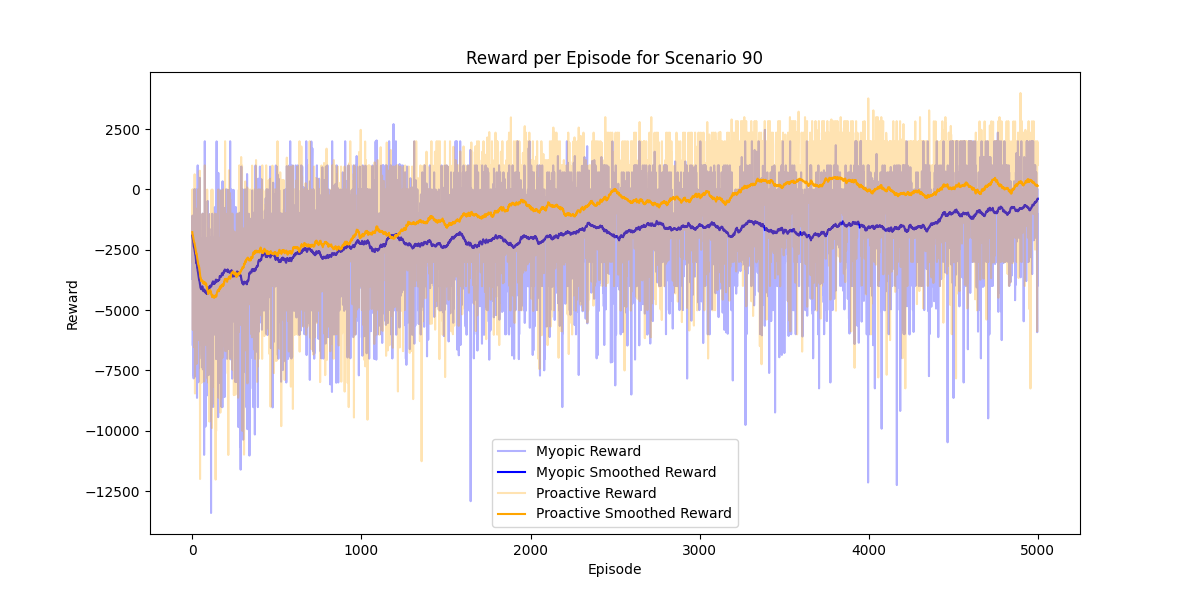 Reward per Episode for Scenario 90
2500
0
−2500
−5000
−7500
−10000
−12500
Reward
Myopic Reward
Myopic Smoothed Reward
Proactive Reward
Proactive Smoothed Reward
0 1000 2000 3000 4000 5000
Episode